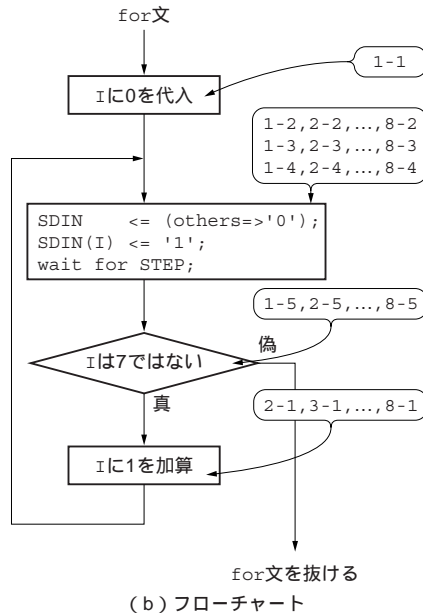 for文
Iに0を代入
1-1
1-2,2-2,...,8-2
1-3,2-3,...,8-3
1-4,2-4,...,8-4
SDIN    <= (others=>'0');
SDIN(I) <= '1';
wait for STEP;
1-5,2-5,...,8-5
Iは7ではない
偽
真
2-1,3-1,...,8-1
Iに1を加算
for文を抜ける
(b)フローチャート